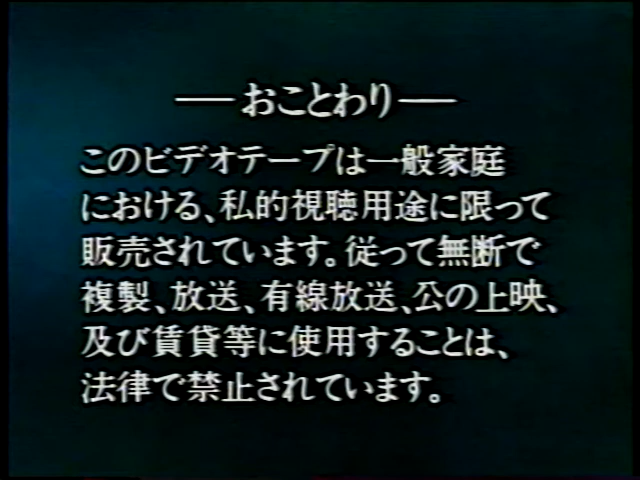 ──おことわり──
このビデオテープは一般家庭
における、私的視聴用途に限って
販売されています。従って無断で
複製、放送、有線放送、公の上映、
及び賃貸等に使用することは、
法律で禁止されています。